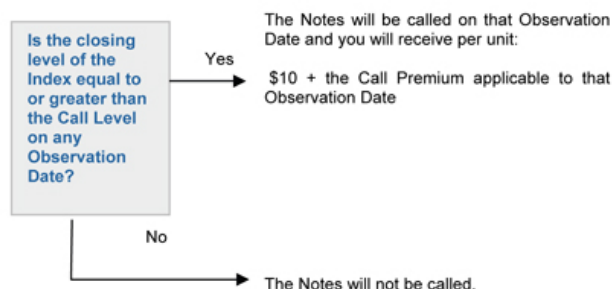 Is the closing
level of the
Index equal to
or greater than
the Call Level
on any
Observation
Date?
Yes
The Notes will be called on that Observation
Date and you will receive per unit:
$10 + the Call Premium applicable to that
Observation Date
No
The Notes will not be called.